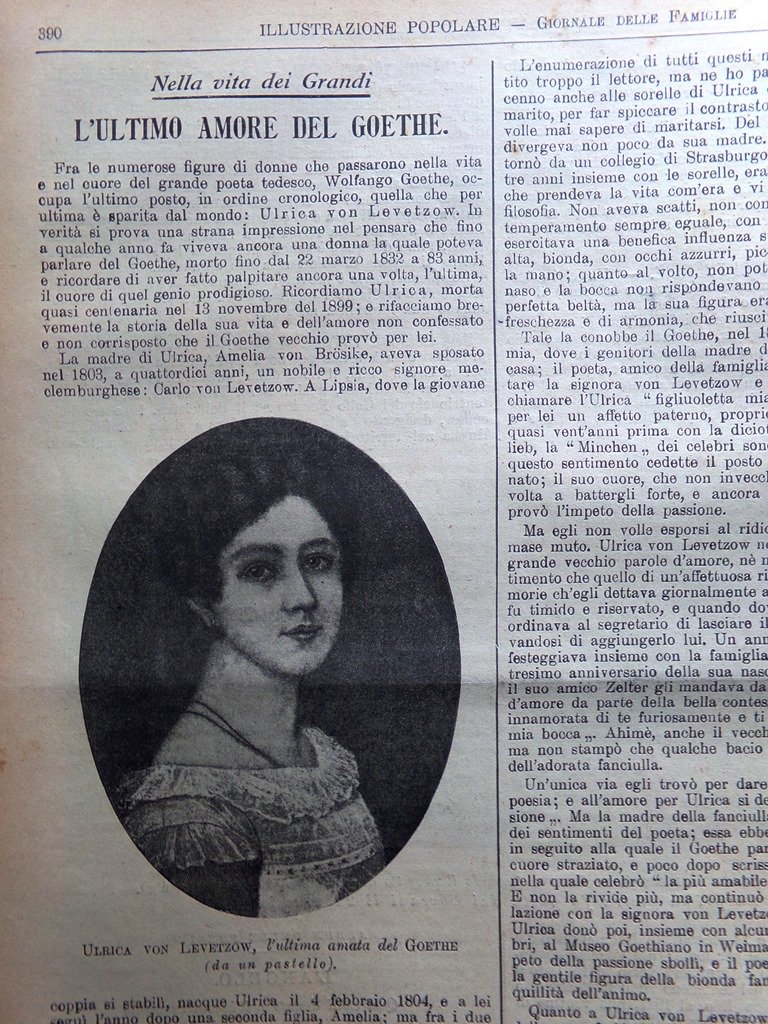 390
ILLUSTRAZIONE POPOLARE — GIORNALE DELLE FAMIGLIE
Nella vita dei Grandi
L'ULTIMO AMORE DEL GOETHE.
Fra le numerose figure di donne che passarono nella vita
e nel cuore del grande poeta tedesco, Wolfango Goethe, oc-
cupa l'ultimo posto, in ordine cronologico, quella che per
ultima è sparita dal mondo: Ulrica von Levetzow. In
verità si prova una strana impressione nel pensare che fino
a qualche anno fa viveva ancora una donna la quale poteva
parlare del Goethe, morto fino dal 22 marzo 1832 a 83 anni,
e ricordare di aver fatto palpitare ancora una volta, l'ultima,
il cuore di quel genio prodigioso. Ricordiamo Ulrica, morta
quasi centenaria nel 13 novembre del 1899; e rifacciamo bre-
vemente la storia della sua vita e dell'amore non confessato
e non corrisposto che il Goethe vecchio provò per lei.
La madre di Ulrica, Amelia von Brösike, aveva sposato
nel 1803, a quattordici anni, un nobile e ricco signore me-
clemburghese: Carlo von Levetzow. A Lipsia, dove la giovane
ULRICA VON LEVETZOW, l'ultima amata del GOETHE
(da un pastello).
coppia si stabilì, nacque Ulrica il 4 febbraio 1804, e a lei
seguì l'anno dopo una seconda figlia, Amelia; ma fra i due
L'enumerazione di tutti questi
tito troppo il lettore, ma ne ho
cenno anche alle sorelle di Ulrica
marito, per far spiccare il contrasto
volle mai sapere di maritarsi. Del
divergeva non poco da sua madre.
tornò da un collegio di Strasburgo
tre anni insieme con le sorelle, era
che prendeva la vita com'era e vi
filosofia. Non aveva scatti, non
temperamento sempre eguale, con
esercitava una benefica influenza
alta, bionda, con occhi azzurri,
la mano; quanto al volto, non
naso e la bocca non rispondevano
perfetta beltà, ma la sua figura
freschezza e di armonia, che
Tale la conobbe il Goethe, nel
mia, dove i genitori della madre
casa; il poeta, amico della
tare la signora von Levetzow e
chiamare l'Ulrica "figliuoletta
per lei un affetto paterno,
quasi vent'anni prima con la
lieb, la "Minchen„ dei celebri
questo sentimento cedette il posto
nato; il suo cuore, che non
volta a battergli forte, e ancora
provò l'impeto della passione.
Ma egli non volle esporsi al
mase muto. Ulrica von Levetzow
grande vecchio parole d'amore, nè
timento che quello di un'affettuosa
morie ch'egli dettava giornalmente
fu timido e riservato, e quando
ordinava al segretario di lasciare
vandosi di aggiungerlo lui. Un
festeggiava insieme con la
tresimo anniversario della sua
il suo amico Zelter gli mandava
d'amore da parte della bella
innamorata di te furiosamente e ti
mia bocca„. Ahimè, anche il
ma non stampò che qualche bacio
dell'adorata fanciulla.
Un'unica via egli trovò per dare
poesia; e all'amore per Ulrica si
sione„. Ma la madre della
dei sentimenti del poeta; essa
in seguito alla quale il Goethe
cuore straziato, e poco dopo
nella quale celebrò "la più amabile
E non la rivide più, ma continuò
lazione con la signora von
Ulrica donò poi, insieme con
bri, al Museo Goethiano in
peto della passione sbollì, e il
la gentile figura della bionda
quillità dell'animo.
Quanto a Ulrica von Levetzow